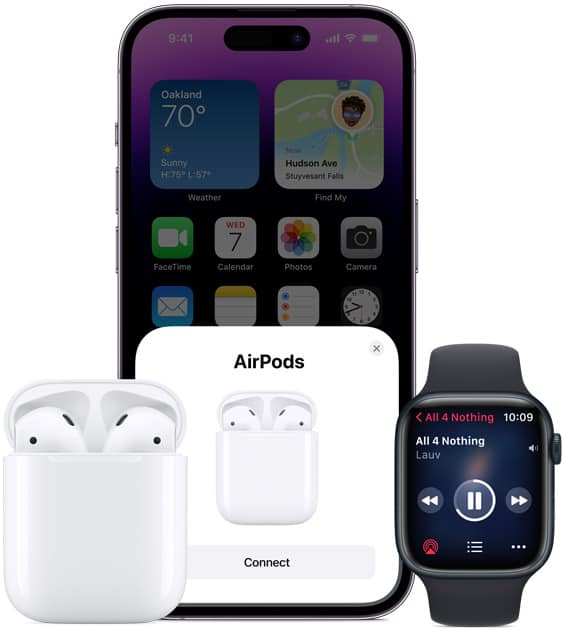 9:41
Oakland
70°
Sunny
H:75° L:57°
Weather
Now
Hudson Ave
Stuyvesant Falls
Find My
WED
7
FaceTime
Calendar
Photos
Camera
AirPods
Connect
All 4 Nothing 10:09
All 4 Nothing
Lauv